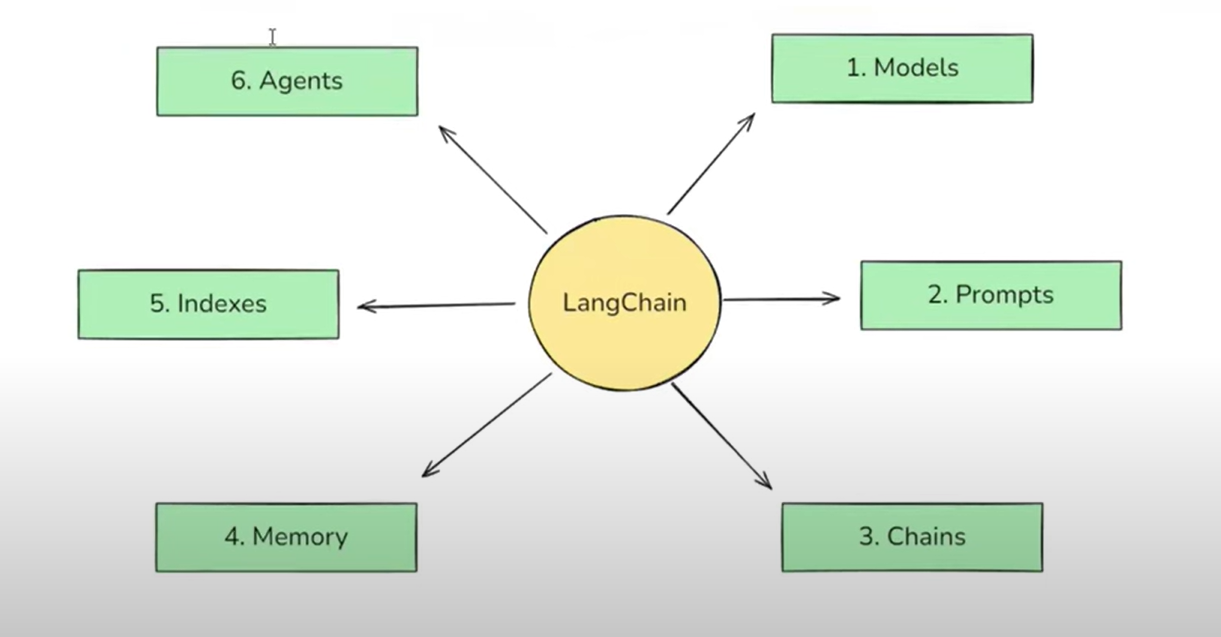 6. Agents
1. Models
5. Indexes
LangChain
2. Prompts
4. Memory
3. Chains